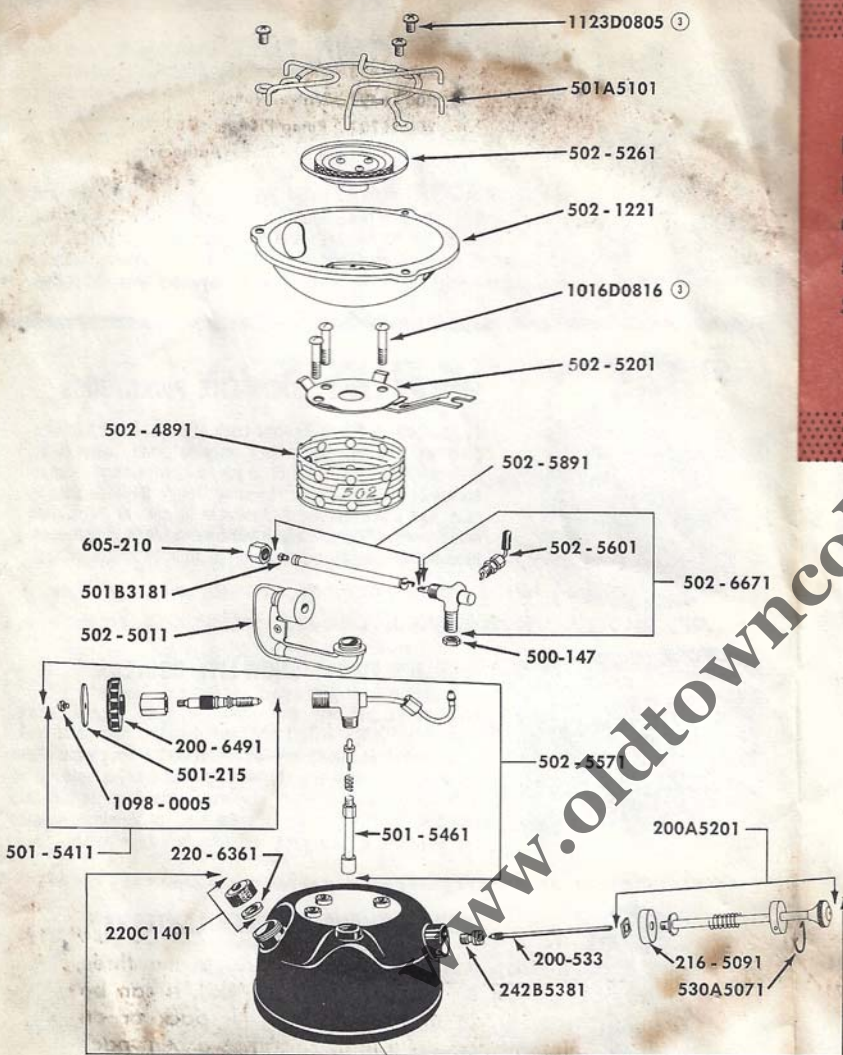 1123D0805 ③
501A5101
502 - 5261
502 - 1221
1016D0816 ③
502 - 5201
502 - 4891
502
502 - 5891
605-210
502 - 5601
501B3181
502 - 6671
502 - 5011
500-147
200 - 6491
502 - 5571
501-215
1098 - 0005
501 - 5461
200A5201
501 - 5411
220 - 6361
220C1401
200-533
216 - 5091
242B5381
530A5071
www.oldtownco